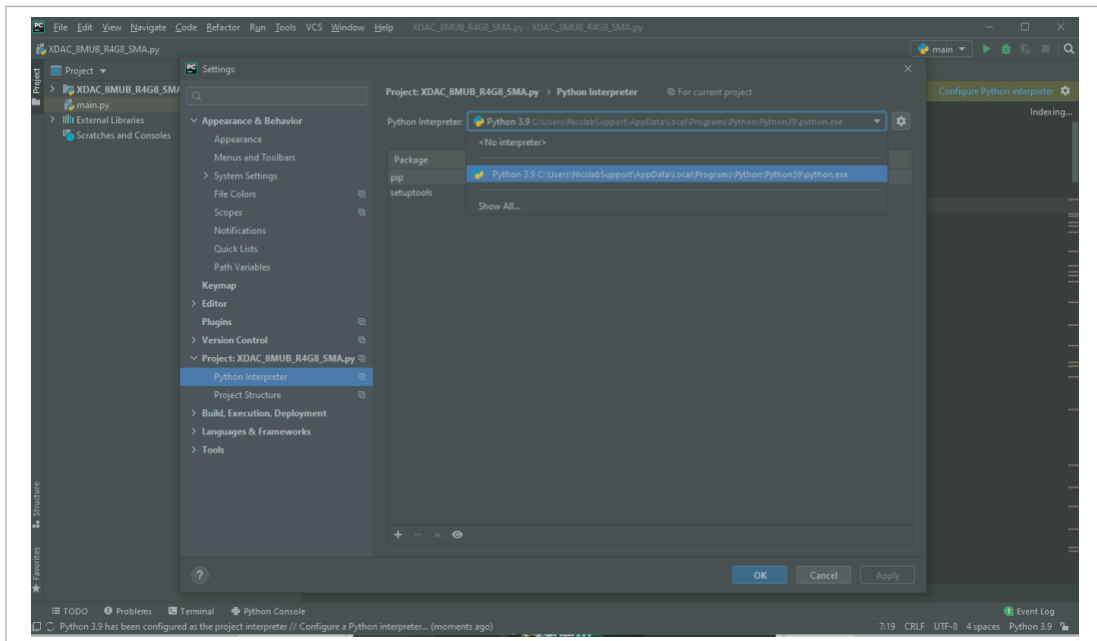 File Edit View Navigate Code Refactor Run Tools VCS Window Help XDAC_8MUB_R4G8_SMA.py - XDAC_8MUB_R4G8_SMA.py
XDAC_8MUB_R4G8_SMA.py
main
Project
Project
Settings
XDAC_8MUB_R4G8_SMA
main.py
External Libraries
Scratches and Consoles
Appearance & Behavior
Appearance
Menus and Toolbars
System Settings
File Colors
Scopes
Notifications
Quick Lists
Path Variables
Keymap
Editor
Plugins
Version Control
Project: XDAC_8MUB_R4G8_SMA.py
Python Interpreter
Project Structure
Build, Execution, Deployment
Languages & Frameworks
Tools
Project: XDAC_8MUB_R4G8_SMA.py › Python Interpreter For current project
Python Interpreter: Python 3.9 C:\Users\NicslabSupport\AppData\Local\Programs\Python\Python39\python.exe
<No interpreter>
Python 3.9 C:\Users\NicslabSupport\AppData\Local\Programs\Python\Python39\python.exe
Show All...
Package
pip
setuptools
Configure Python interpreter
Indexing...
OK Cancel Apply
Structure
Favorites
TODO Problems Terminal Python Console
1 Event Log
Python 3.9 has been configured as the project interpreter // Configure a Python interpreter... (moments ago)
7:19 CRLF UTF-8 4 spaces Python 3.9